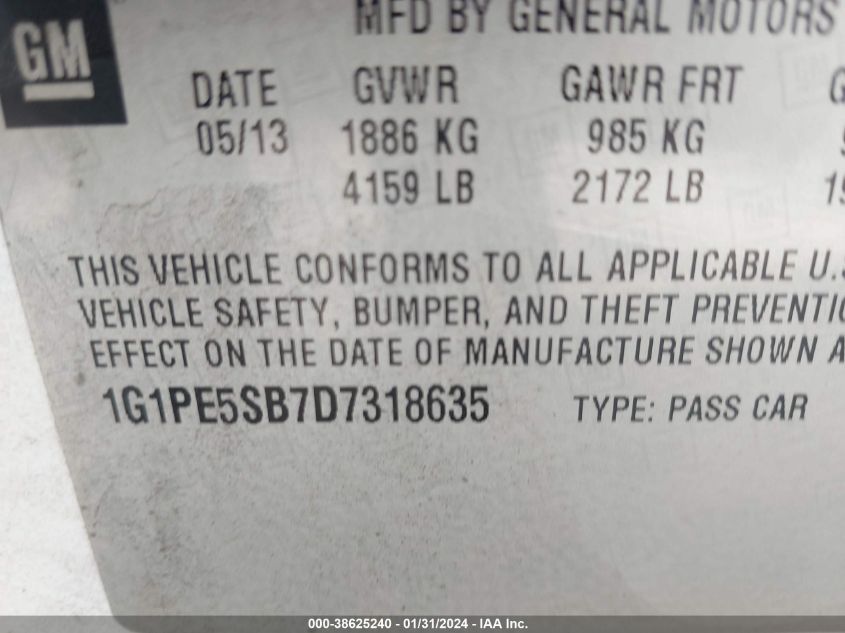 GM
MFD BY GENERAL MOTORS
DATE GVWR GAWR FRT G
05/13 1886 KG 985 KG
4159 LB 2172 LB 19
THIS VEHICLE CONFORMS TO ALL APPLICABLE U.S
VEHICLE SAFETY, BUMPER, AND THEFT PREVENTIO
EFFECT ON THE DATE OF MANUFACTURE SHOWN A
1G1PE5SB7D7318635 TYPE: PASS CAR
000-38625240 - 01/31/2024 - IAA Inc.